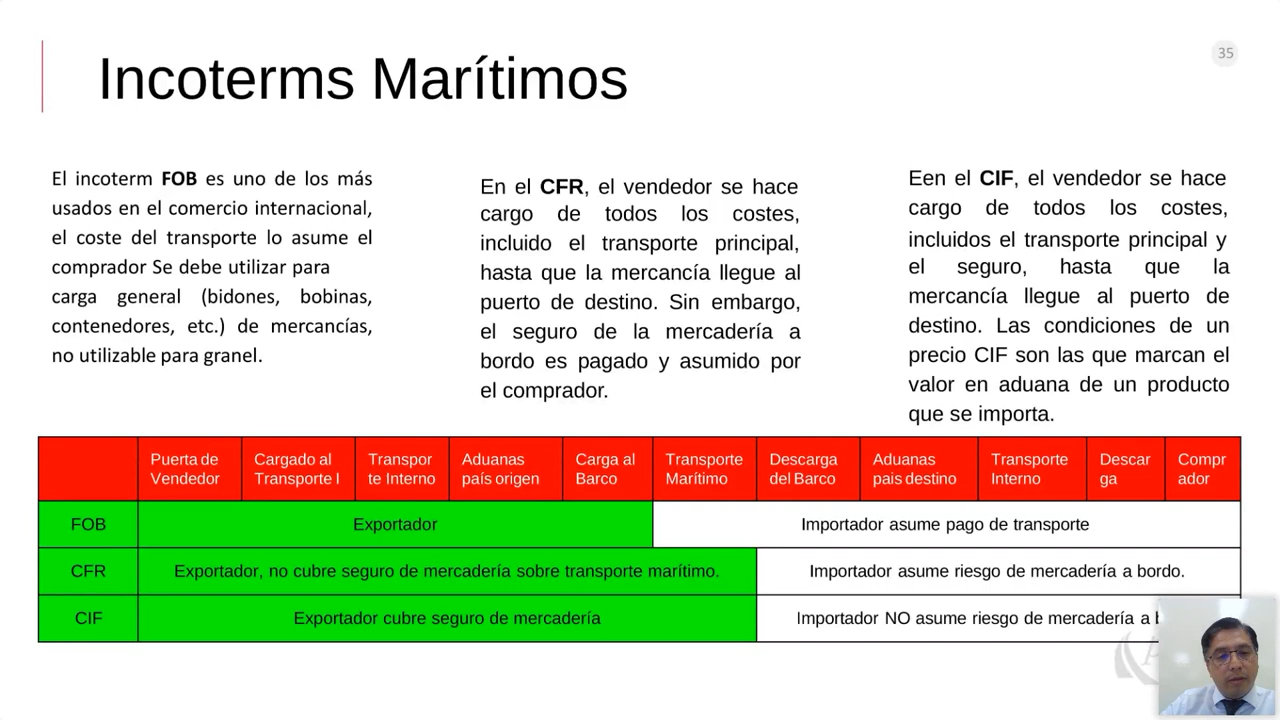 35
Incoterms Marítimos
El incoterm FOB es uno de los más
usados en el comercio internacional,
el coste del transporte lo asume el
comprador Se debe utilizar para
carga general (bidones, bobinas,
contenedores, etc.) de mercancías,
no utilizable para granel.
En el CFR, el vendedor se hace
cargo de todos los costes,
incluido el transporte principal,
hasta que la mercancía llegue al
puerto de destino. Sin embargo,
el seguro de la mercadería a
bordo es pagado y asumido por
el comprador.
Een el CIF, el vendedor se hace
cargo de todos los costes,
incluidos el transporte principal y
el seguro, hasta que la
mercancía llegue al puerto de
destino. Las condiciones de un
precio CIF son las que marcan el
valor en aduana de un producto
que se importa.
Puerta de
Vendedor
Cargado al
Transporte I
Transpor
te Interno
Aduanas
país origen
Carga al
Barco
Transporte
Marítimo
Descarga
del Barco
Aduanas
pais destino
Transporte
Interno
Descar
ga
Compr
ador
FOB
Exportador
Importador asume pago de transporte
CFR
Exportador, no cubre seguro de mercadería sobre transporte marítimo.
Importador asume riesgo de mercadería a bordo.
CIF
Exportador cubre seguro de mercadería
Importador NO asume riesgo de mercadería a